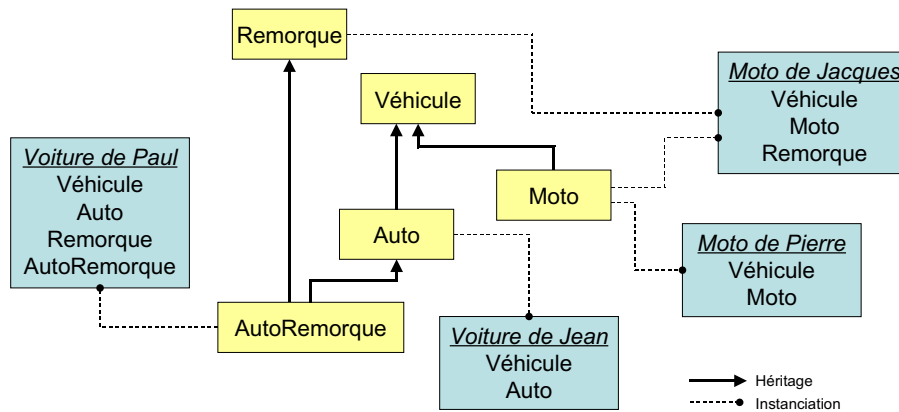 Remorque
Véhicule
Moto de Jacques
Véhicule
Moto
Remorque
Voiture de Paul
Véhicule
Auto
Remorque
AutoRemorque
Moto
Auto
Moto de Pierre
Véhicule
Moto
AutoRemorque
Voiture de Jean
Véhicule
Auto
Héritage
Instanciation